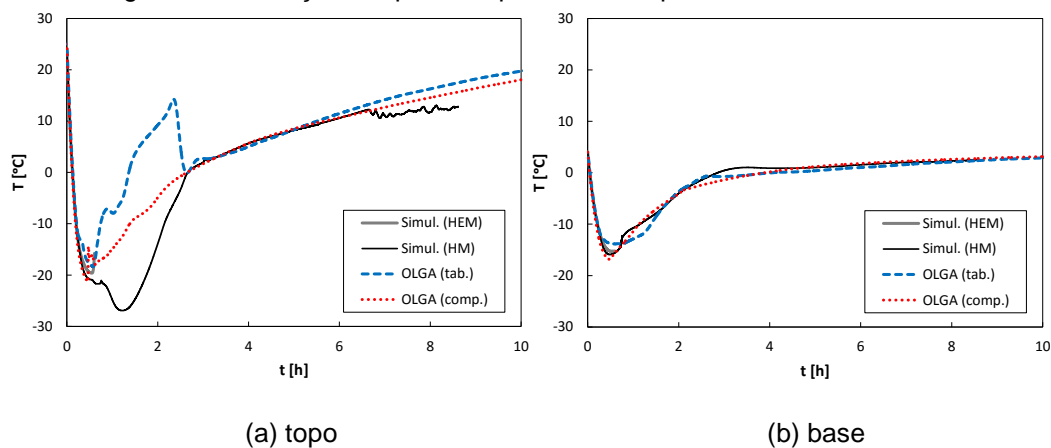 30
20
10
0
-10
-20
-30
T [ºC]
0 2 4 6 8 10
t [h]
Simul. (HEM)
Simul. (HM)
OLGA (tab.)
OLGA (comp.)
(a) topo
30
20
10
0
-10
-20
-30
T [ºC]
0 2 4 6 8 10
t [h]
Simul. (HEM)
Simul. (HM)
OLGA (tab.)
OLGA (comp.)
(b) base